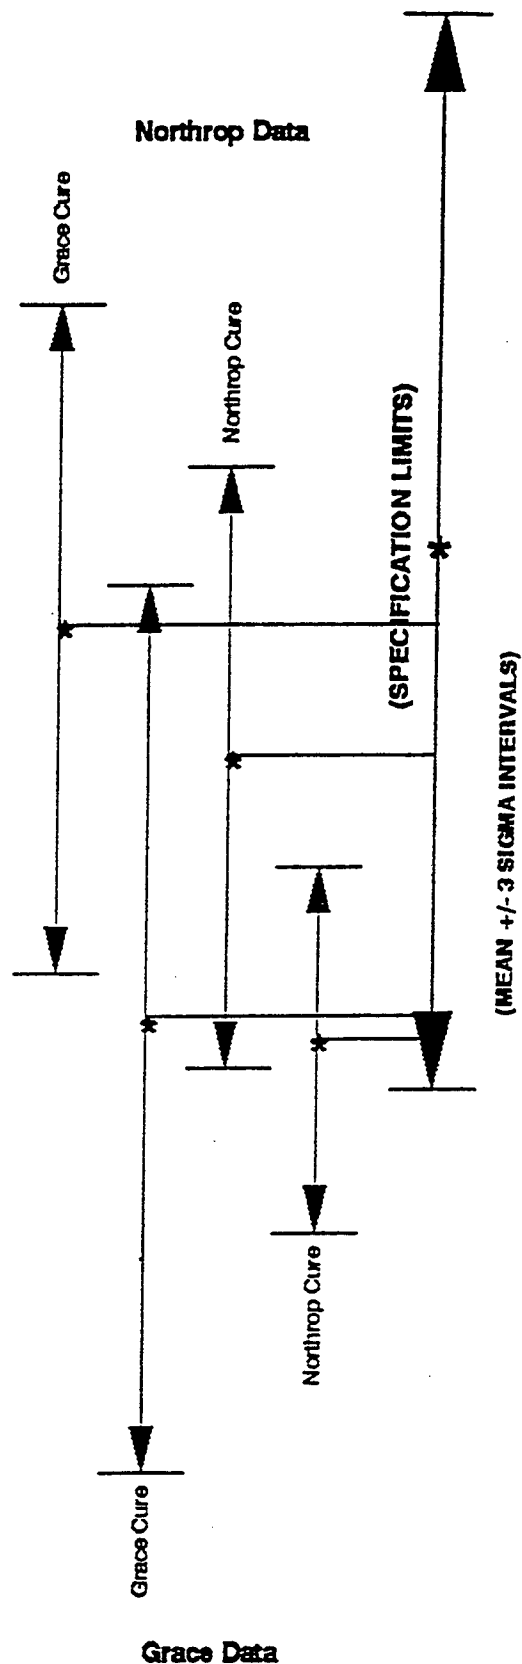 Northrop Data
Grace Cure
Northrop Cure
(SPECIFICATION LIMITS)
(MEAN +/- 3 SIGMA INTERVALS)
Northrop Cure
Grace Cure
Grace Data